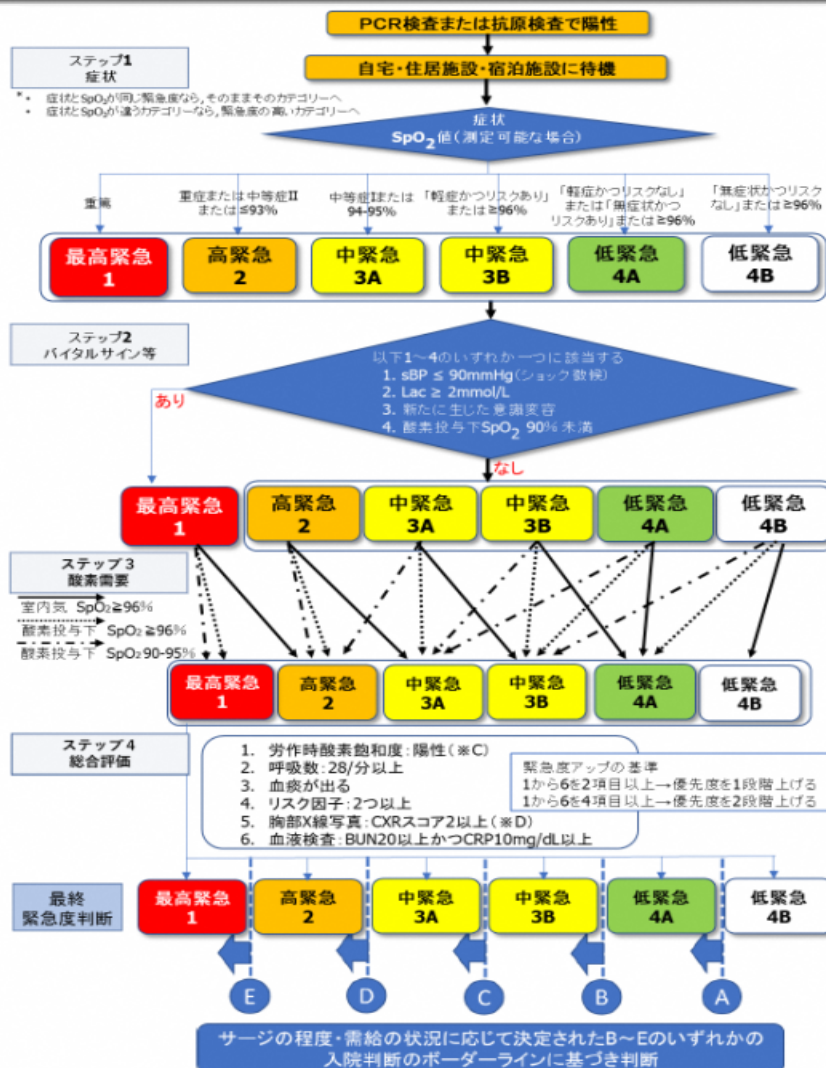 PCR検査または抗原検査で陽性
ステップ1
症状
自宅・住居施設・宿泊施設に待機
*• 症状とSpO₂が同じ緊急度なら,そのままそのカテゴリーへ
• 症状とSpO₂が違うカテゴリーなら,緊急度の高いカテゴリーへ
症状
SpO₂値(測定可能な場合)
重篤
重症または中等症II
または≦93%
中等症Iまたは
94-95%
「軽症かつリスクあり」
または≧96%
「軽症かつリスクなし」
または「無症状かつ
リスクあり」または≧96%
「無症状かつリスク
なし」または≧96%
最高緊急
1
高緊急
2
中緊急
3A
中緊急
3B
低緊急
4A
低緊急
4B
ステップ2
バイタルサイン等
以下1~4のいずれか一つに該当する
1. sBP ≤ 90mmHg(ショック徴候)
2. Lac ≥ 2mmol/L
3. 新たに生じた意識変容
4. 酸素投与下SpO₂ 90% 未満
あり
なし
最高緊急
1
高緊急
2
中緊急
3A
中緊急
3B
低緊急
4A
低緊急
4B
ステップ3
酸素需要
室内気 SpO₂≧96%
酸素投与下 SpO₂≧96%
酸素投与下 SpO₂90-95%
最高緊急
1
高緊急
2
中緊急
3A
中緊急
3B
低緊急
4A
低緊急
4B
ステップ4
総合評価
1. 労作時酸素飽和度:陽性(※C)
2. 呼吸数:28/分以上
3. 血痰が出る
4. リスク因子:2つ以上
5. 胸部X線写真:CXRスコア2以上(※D)
6. 血液検査:BUN20以上かつCRP10mg/dL以上
緊急度アップの基準
1から6を2項目以上→優先度を1段階上げる
1から6を4項目以上→優先度を2段階上げる
最終
緊急度判断
最高緊急
1
高緊急
2
中緊急
3A
中緊急
3B
低緊急
4A
低緊急
4B
E
D
C
B
A
サージの程度・需給の状況に応じて決定されたB~Eのいずれかの
入院判断のボーダーラインに基づき判断